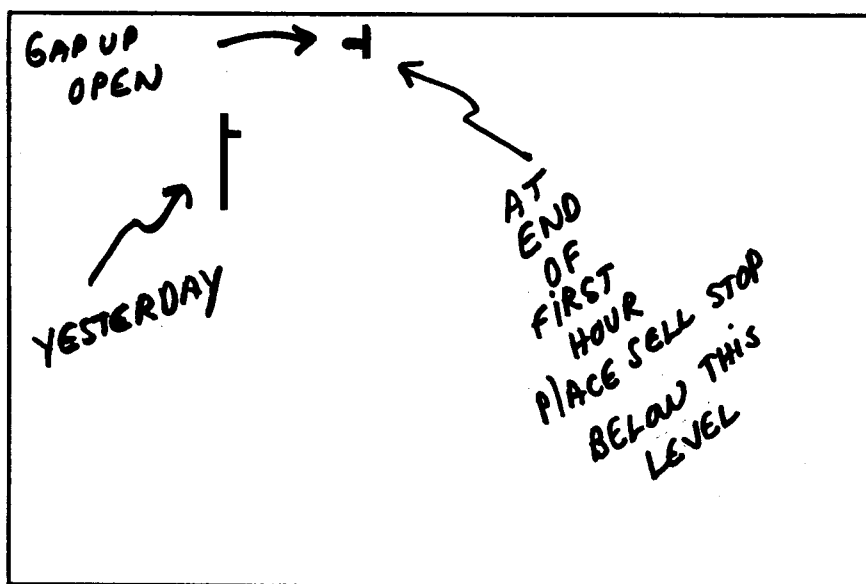 GAP UP
OPEN
YESTERDAY
AT
END
OF
FIRST
HOUR
PLACE SELL STOP
BELOW THIS
LEVEL